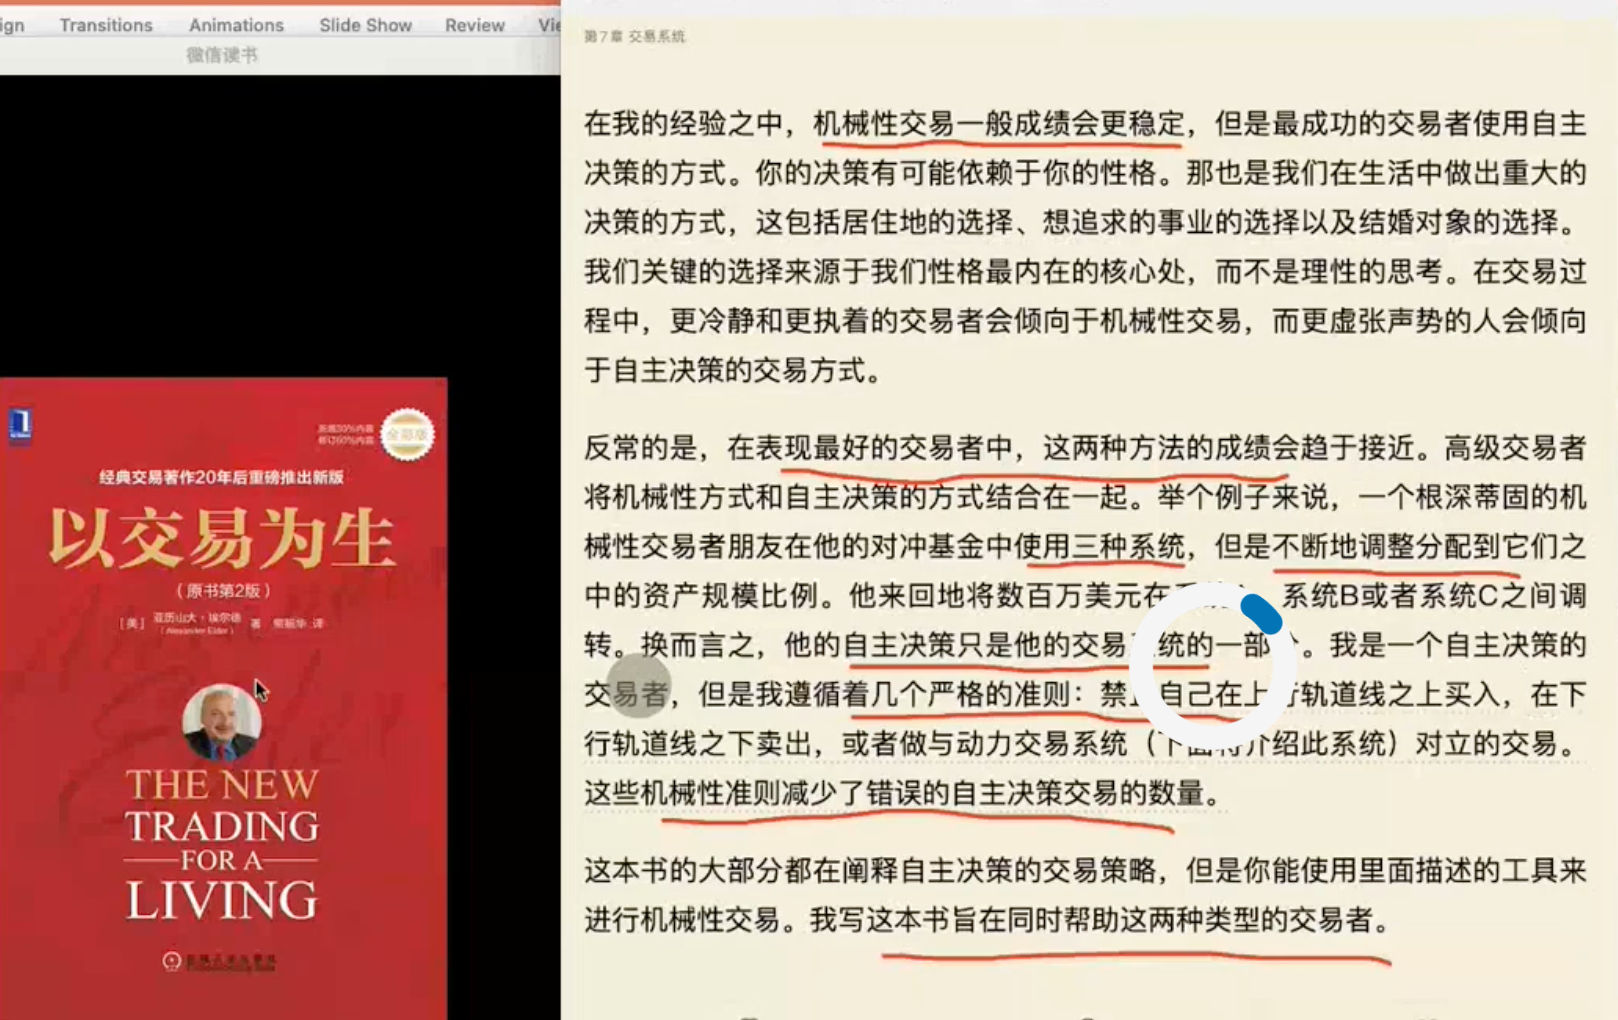 ign Transitions Animations Slide Show Review Vie
微信读书
第7章 交易系统
在我的经验之中，机械性交易一般成绩会更稳定，但是最成功的交易者使用自主
决策的方式。你的决策有可能依赖于你的性格。那也是我们在生活中做出重大的
决策的方式，这包括居住地的选择、想追求的事业的选择以及结婚对象的选择。
我们关键的选择来源于我们性格最内在的核心处，而不是理性的思考。在交易过
程中，更冷静和更执着的交易者会倾向于机械性交易，而更虚张声势的人会倾向
于自主决策的交易方式。
反常的是，在表现最好的交易者中，这两种方法的成绩会趋于接近。高级交易者
将机械性方式和自主决策的方式结合在一起。举个例子来说，一个根深蒂固的机
械性交易者朋友在他的对冲基金中使用三种系统，但是不断地调整分配到它们之
中的资产规模比例。他来回地将数百万美元在 系统B或者系统C之间调
转。换而言之，他的自主决策只是他的交易 统的一部 。我是一个自主决策的
交易者，但是我遵循着几个严格的准则：禁 自己在上 轨道线之上买入，在下
行轨道线之下卖出，或者做与动力交易系统（下面将介绍此系统）对立的交易。
这些机械性准则减少了错误的自主决策交易的数量。
这本书的大部分都在阐释自主决策的交易策略，但是你能使用里面描述的工具来
进行机械性交易。我写这本书旨在同时帮助这两种类型的交易者。
新增30%内容
修订60%内容
全彩版
经典交易著作20年后重磅推出新版
以交易为生
（原书第2版）
[美] 亚历山大·埃尔德 著 熊振华 译
(Alexander Elder)
THE NEW
TRADING
FOR A
LIVING